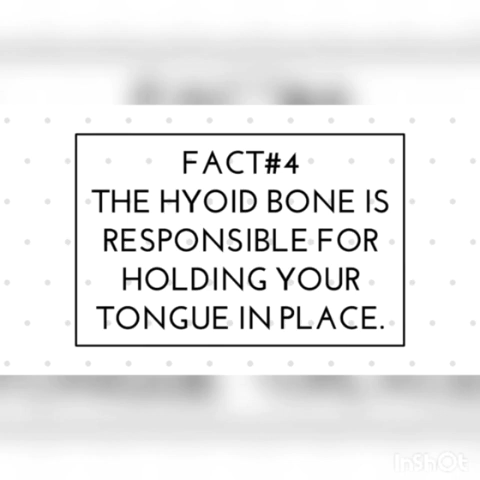 FACT#4
THE HYOID BONE IS
RESPONSIBLE FOR
HOLDING YOUR
TONGUE IN PLACE.
InShOt